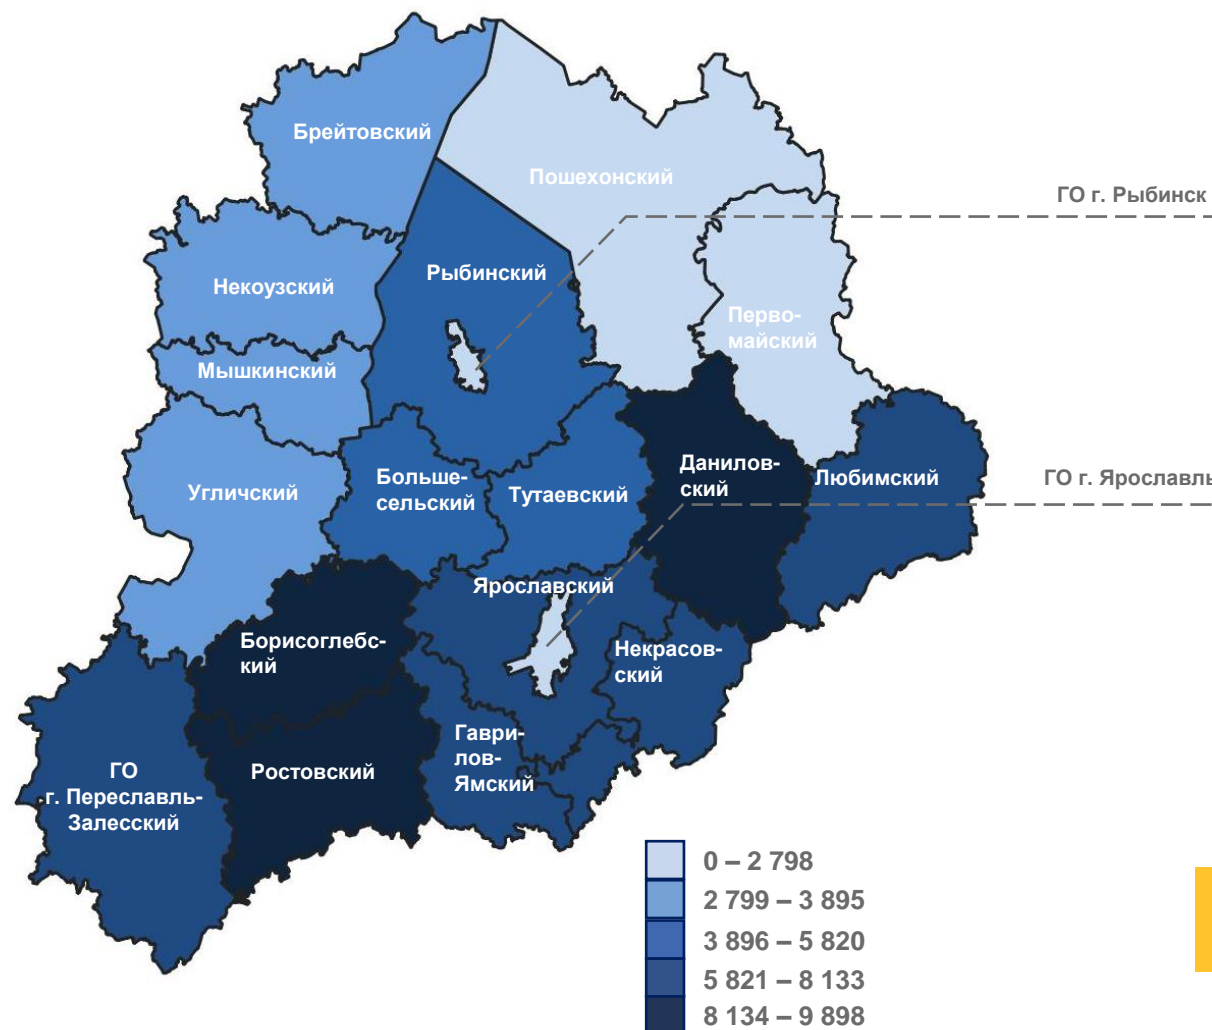 Брейтовский
Пошехонский
ГО г. Рыбинск
Рыбинский
Некоузский
Перво-
майский
Мышкинский
Больше-
сельский
Угличский
Тутаевский
Данилов-
ский
Любимский
ГО г. Ярославль
Ярославский
Борисоглебс-
кий
Некрасов-
ский
Гаври-
лов-
Ямский
Ростовский
ГО
г. Переславль-
Залесский
0 – 2 798
2 799 – 3 895
3 896 – 5 820
5 821 – 8 133
8 134 – 9 898